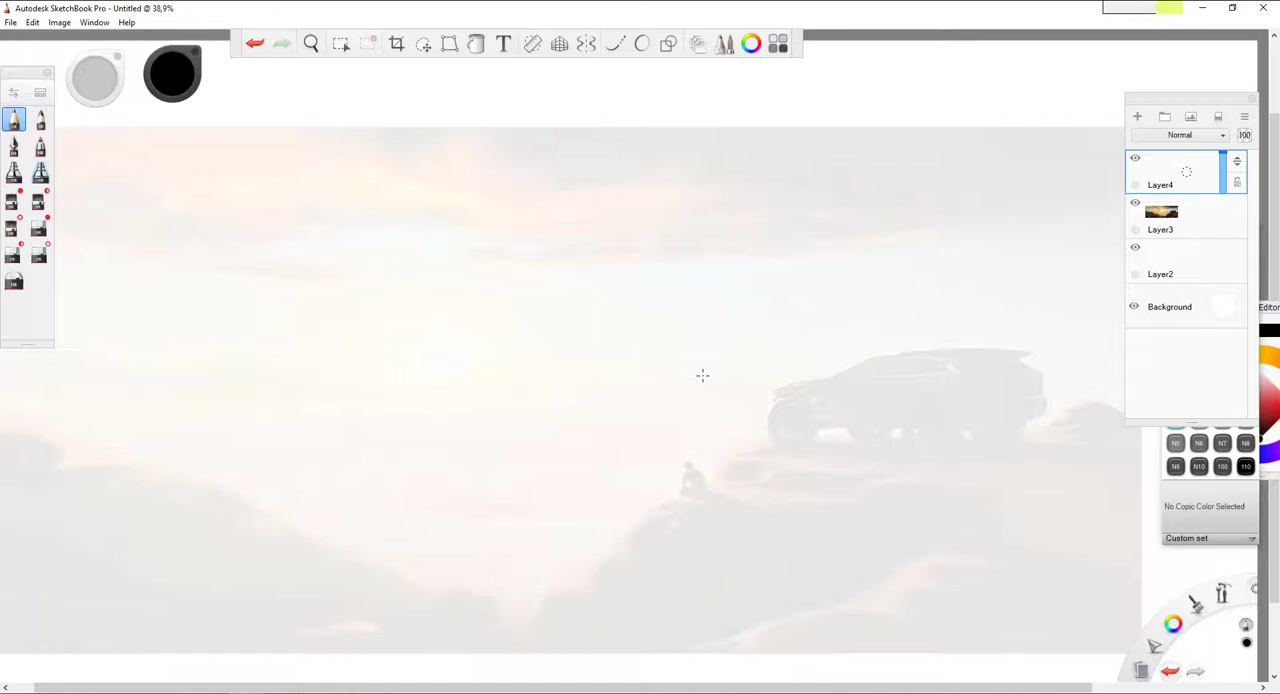 Autodesk SketchBook Pro - Untitled @ 38,9%
File Edit Image Window Help
T
Normal 100
Layer4
Layer3
Layer2
Background
Editor
N5 N6 N7 N8
N9 N10 100 110
No Copic Color Selected
Custom set